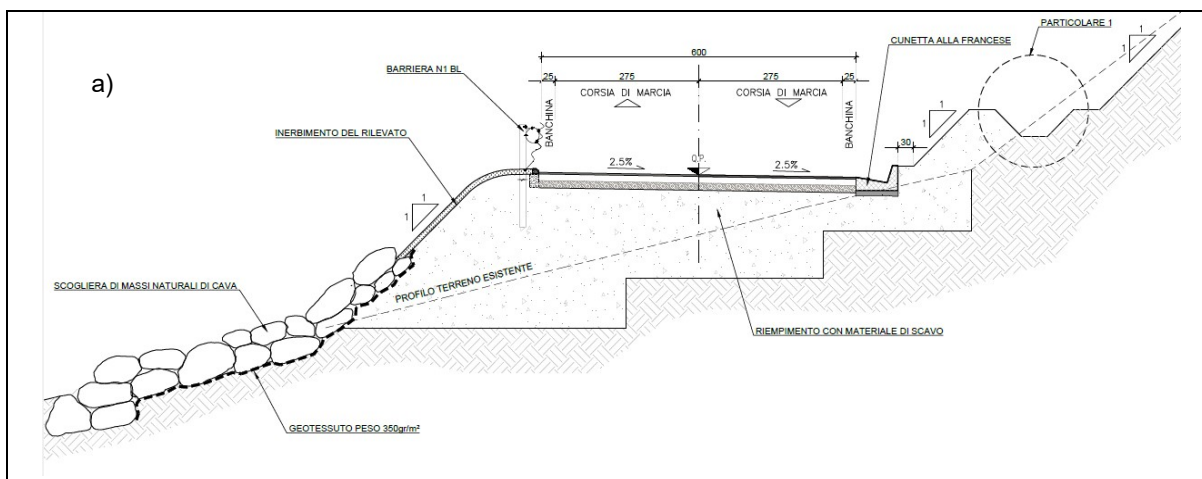 PARTICOLARE 1
CUNETTA ALLA FRANCESE
1
1
600
a)
BARRIERA N1 BL
25
275
275
25
CORSIA DI MARCIA
CORSIA DI MARCIA
BANCHINA
BANCHINA
1
1
30
INERBIMENTO DEL RILEVATO
2.5%
Q.P.
2.5%
1
1
PROFILO TERRENO ESISTENTE
SCOGLIERA DI MASSI NATURALI DI CAVA
RIEMPIMENTO CON MATERIALE DI SCAVO
GEOTESSUTO PESO 350gr/m²